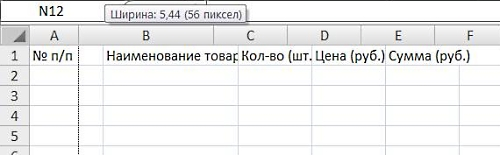 N12
Ширина: 5,44 (56 пиксел)
A B C D E F
1 № п/п Наименование товар Кол-во (шт. Цена (руб.) Сумма (руб.)
2
3
4
5